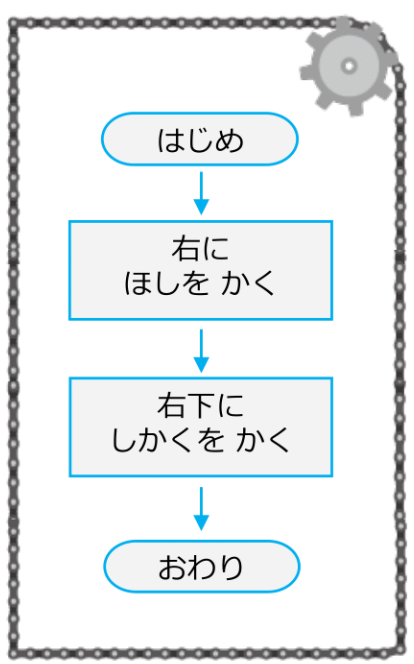 はじめ
右に
ほしを かく
右下に
しかくを かく
おわり